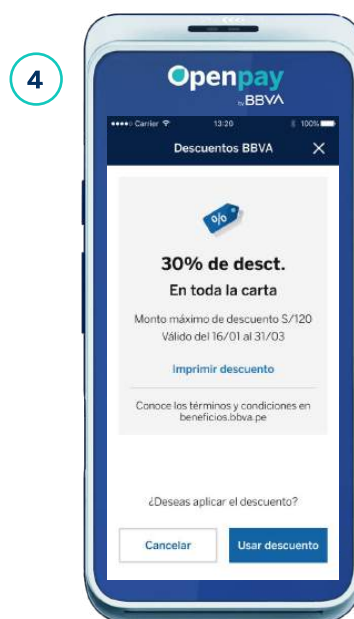 4
Openpay
by BBVA
Carrier 13:20 100%
Descuentos BBVA X
%
30% de desct.
En toda la carta
Monto máximo de descuento S/120
Válido del 16/01 al 31/03
Imprimir descuento
Conoce los términos y condiciones en
beneficios.bbva.pe
¿Deseas aplicar el descuento?
Cancelar Usar descuento